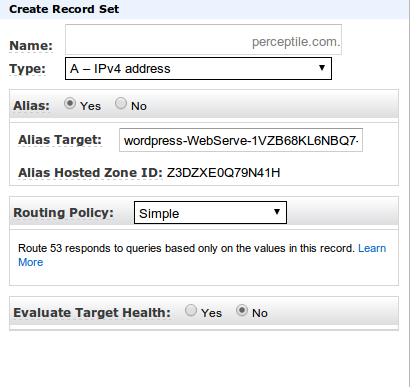 Create Record Set
Name: perceptile.com.
Type: A – IPv4 address
Alias: Yes No
Alias Target: wordpress-WebServe-1VZB68KL6NBQ7-
Alias Hosted Zone ID: Z3DZXE0Q79N41H
Routing Policy: Simple
Route 53 responds to queries based only on the values in this record. Learn
More
Evaluate Target Health: Yes No